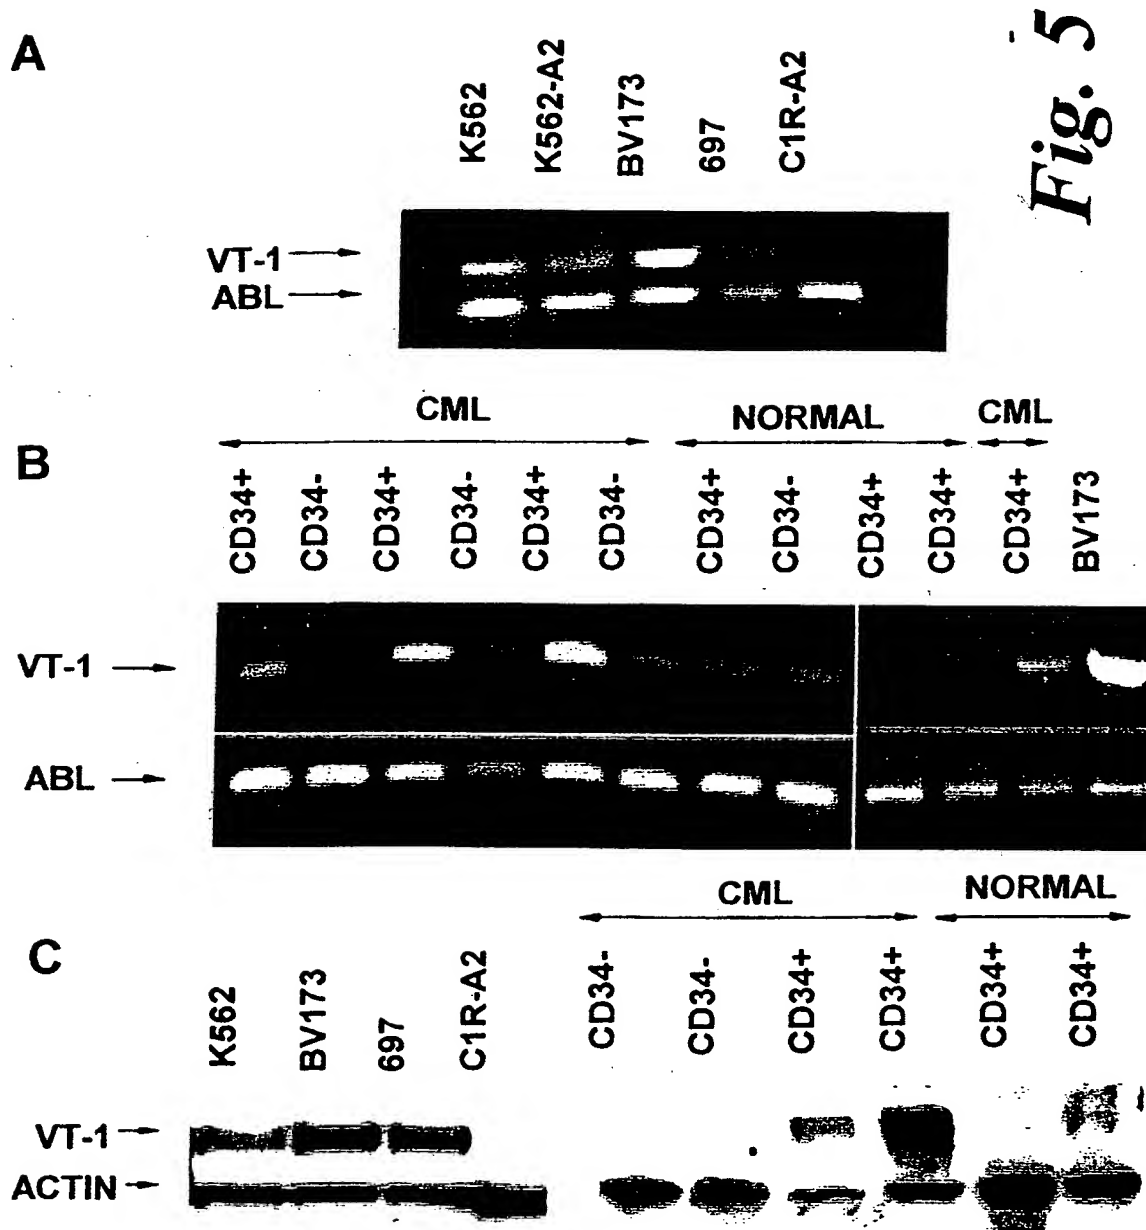 Fig. 5
A
K562
K562-A2
BV173
697
C1R-A2
VT-1
ABL
B
CML
NORMAL
CML
CD34+
CD34-
CD34+
CD34-
CD34+
CD34-
CD34+
CD34-
CD34+
CD34+
CD34+
BV173
VT-1
ABL
C
CML
NORMAL
K562
BV173
697
C1R-A2
CD34-
CD34-
CD34+
CD34+
CD34+
CD34+
VT-1
ACTIN